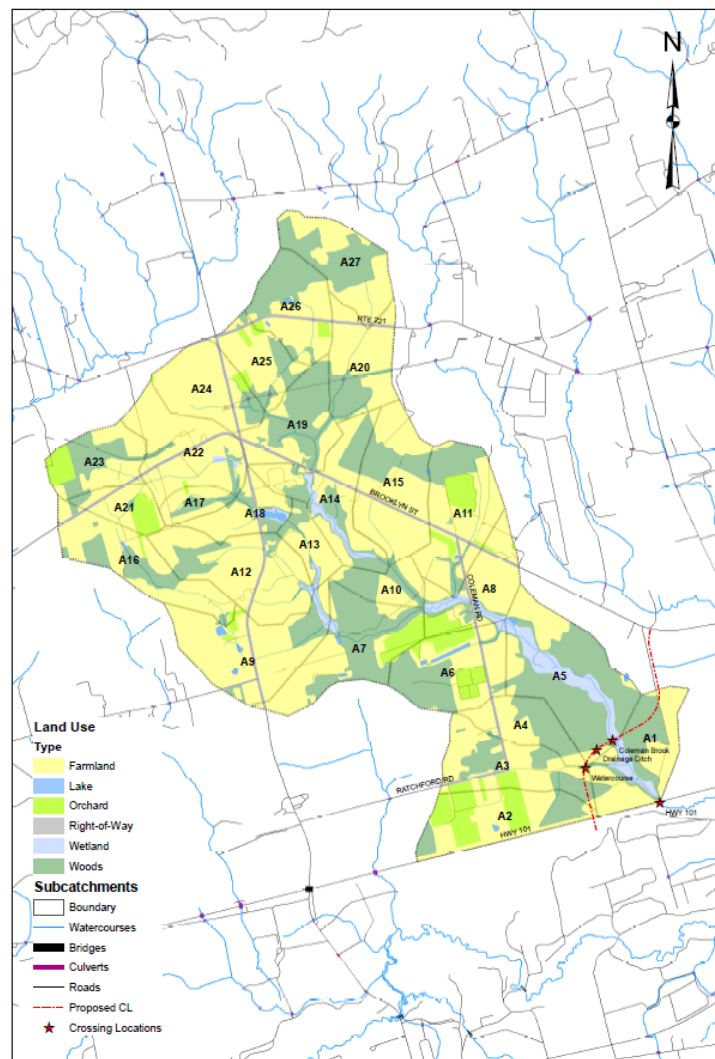 N
A27
A26
RTE 221
A25
A20
A24
A19
A22
A23
A15
A14
A17
BROOKLYN ST
A21
A11
A18
A13
A16
A12
A10
A8
COLEMAN RD
A7
A9
A6
A5
A4
A1
Coleman Brook
Drainage Ditch
A3
Watercourse
RATCHFORD RD
A2
HWY 101
HWY 101
Land Use
Type
Farmland
Lake
Orchard
Right-of-Way
Wetland
Woods
Subcatchments
Boundary
Watercourses
Bridges
Culverts
Roads
Proposed CL
Crossing Locations